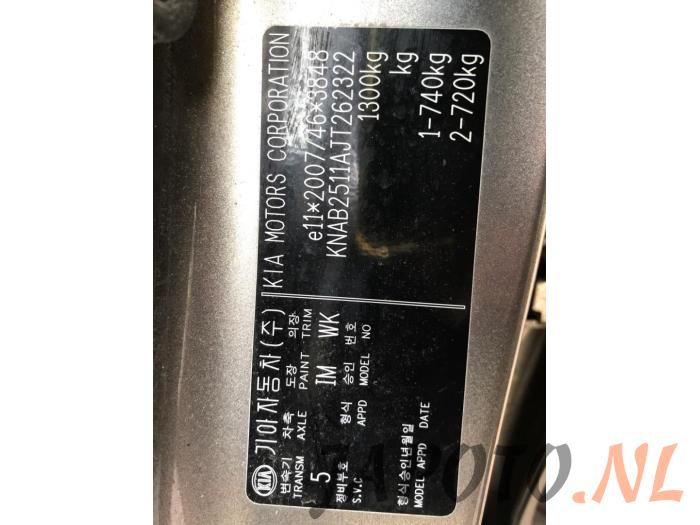 KIA 기아자동차(주) KIA MOTORS CORPORATION
변속기 차축 도장 의장 e11*2007/46*3848
TRANSM AXLE PAINT TRIM KNAB2511AJT262322
5 IM WK 1300kg
정비부호 형식 승인 번호 kg
S.V.C APPD MODEL NO 1-740kg
2-720kg
형식승인년월일
MODEL APPD DATE
JAPOTO.NL